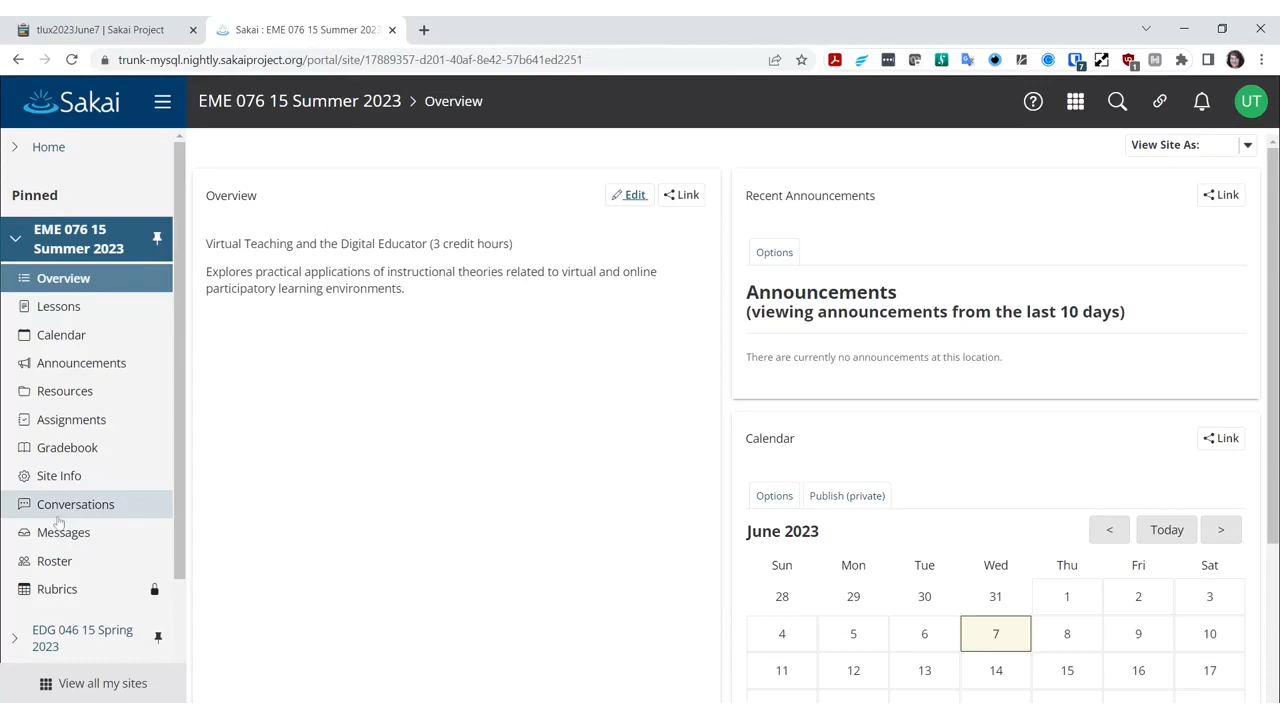 tlux2023June7 | Sakai Project
Sakai : EME 076 15 Summer 202
trunk-mysql.nightly.sakaiproject.org/portal/site/17889357-d101-40af-8e42-57b641ed2251
7
1
Sakai
EME 076 15 Summer 2023 > Overview
UT
Home
View Site As:
Pinned
EME 076 15
Summer 2023
Overview
Lessons
Calendar
Announcements
Resources
Assignments
Gradebook
Site Info
Conversations
Messages
Roster
Rubrics
EDG 046 15 Spring
2023
View all my sites
Overview
Edit
Link
Virtual Teaching and the Digital Educator (3 credit hours)
Explores practical applications of instructional theories related to virtual and online
participatory learning environments.
Recent Announcements
Link
Options
Announcements
(viewing announcements from the last 10 days)
There are currently no announcements at this location.
Calendar
Link
Options
Publish (private)
June 2023
< Today >
Sun Mon Tue Wed Thu Fri Sat
28 29 30 31 1 2 3
4 5 6 7 8 9 10
11 12 13 14 15 16 17